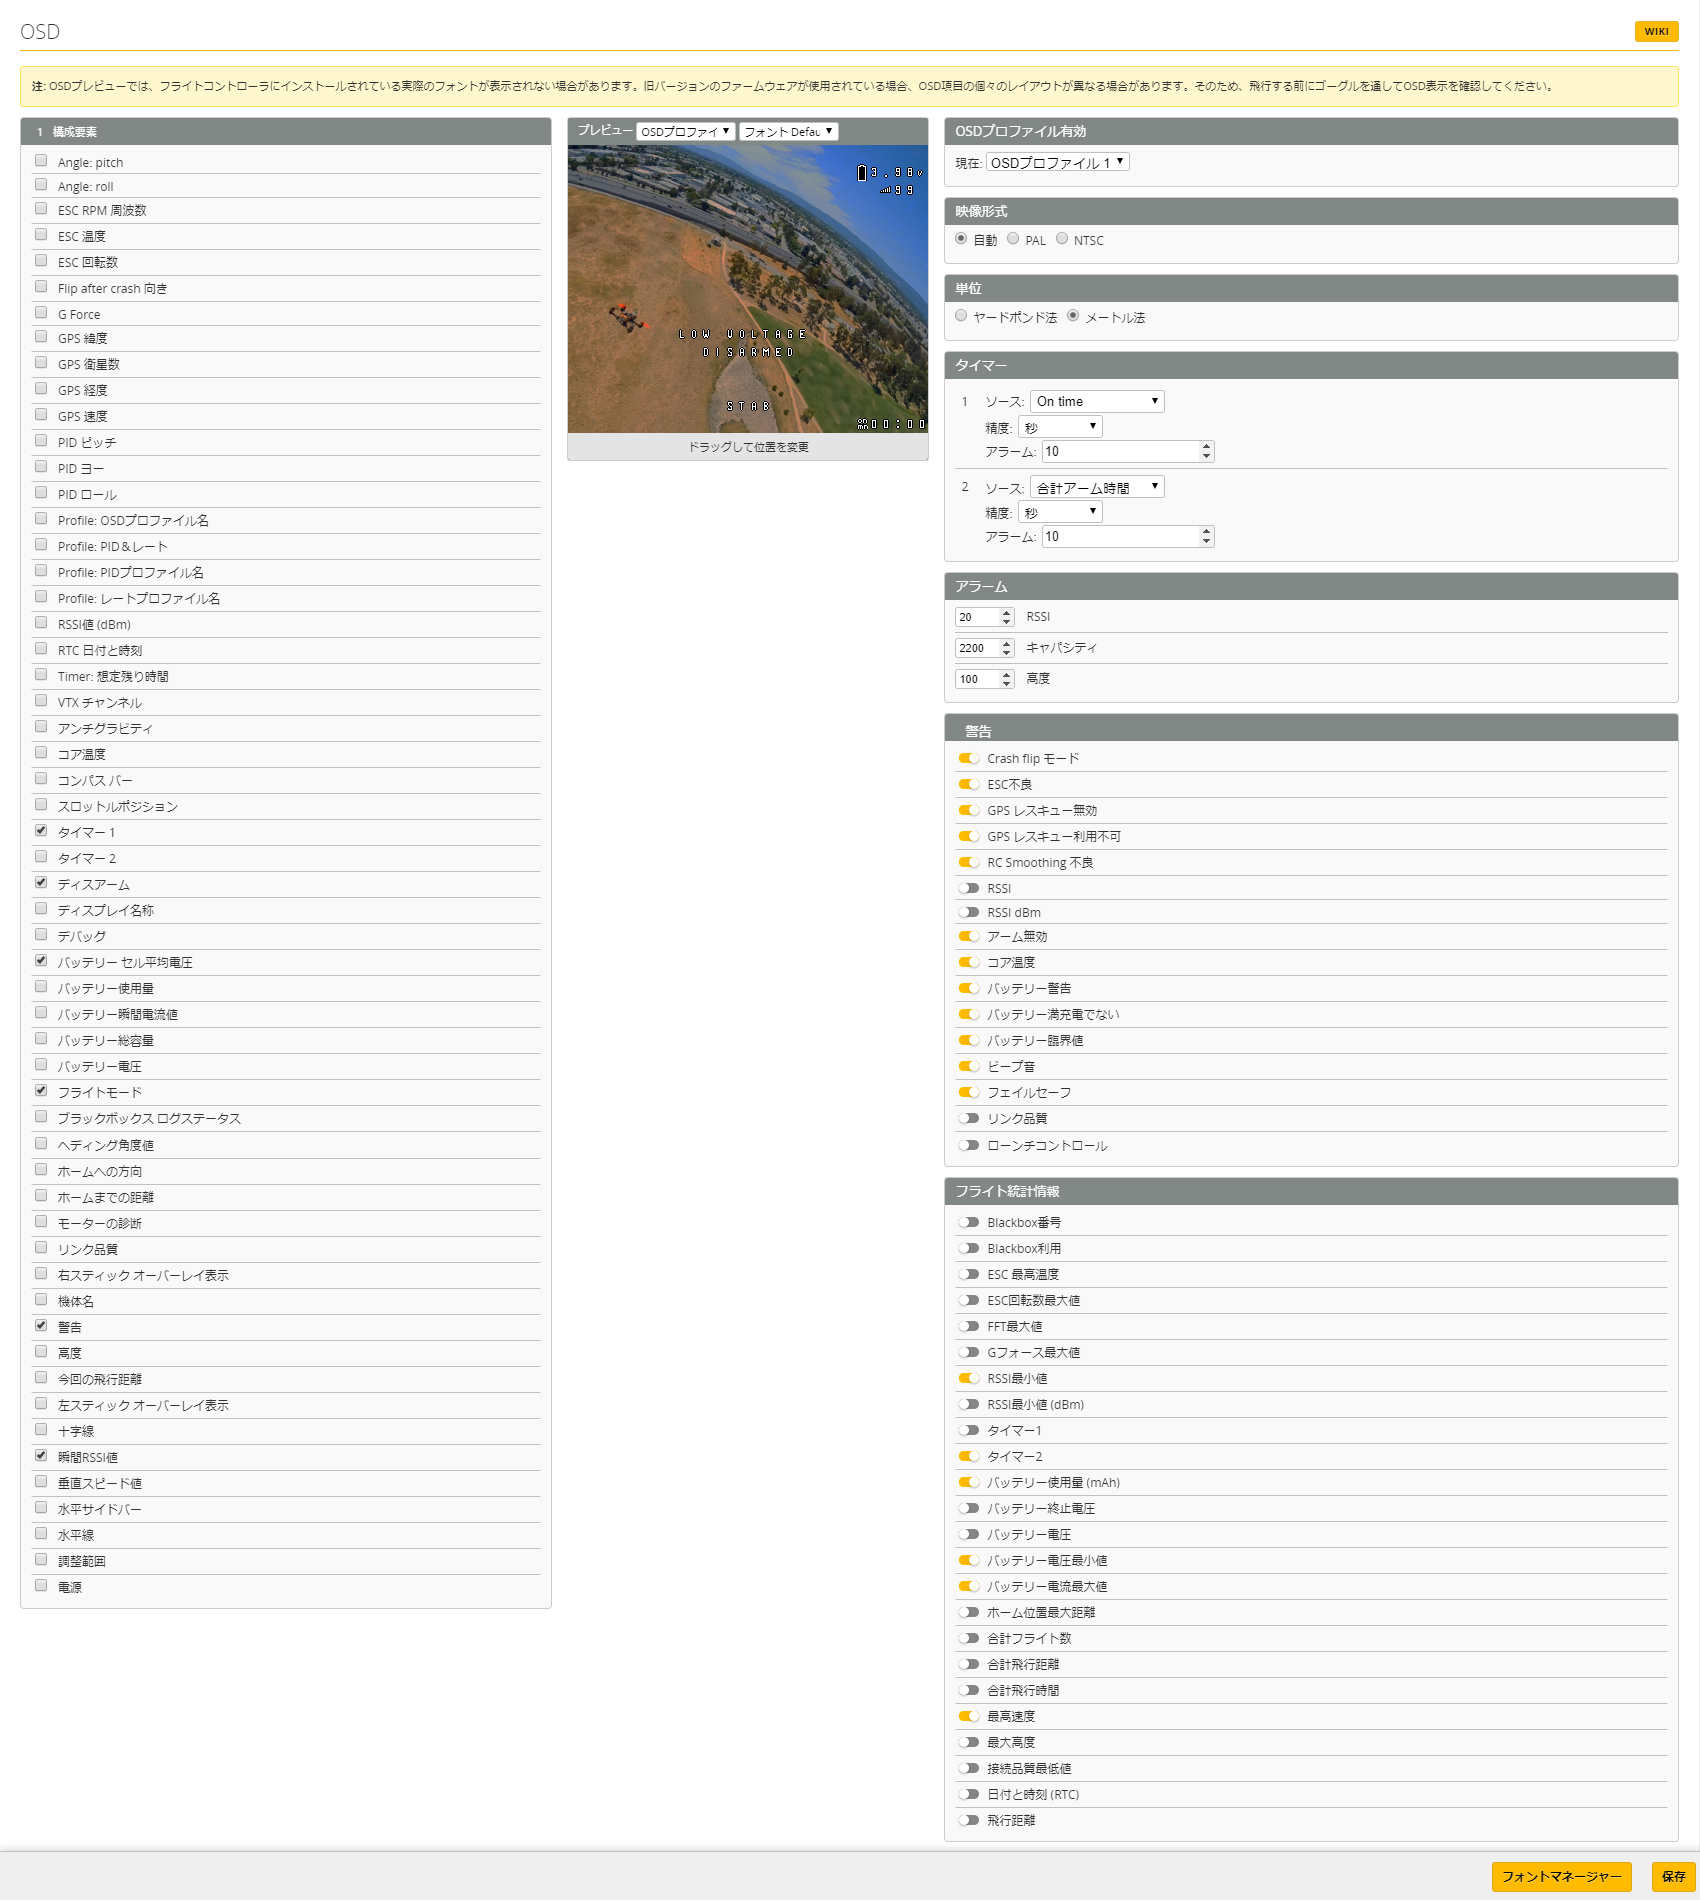 OSD
WIKI
注: OSDプレビューでは、フライトコントローラにインストールされている実際のフォントが表示されない場合があります。旧バージョンのファームウェアが使用されている場合、OSD項目の個々のレイアウトが異なる場合があります。そのため、飛行する前にゴーグルを通してOSD表示を確認してください。
1 構成要素
Angle: pitch
Angle: roll
ESC RPM 周波数
ESC 温度
ESC 回転数
Flip after crash 向き
G Force
GPS 緯度
GPS 衛星数
GPS 経度
GPS 速度
PID ピッチ
PID ヨー
PID ロール
Profile: OSDプロファイル名
Profile: PID＆レート
Profile: PIDプロファイル名
Profile: レートプロファイル名
RSSI値 (dBm)
RTC 日付と時刻
Timer: 想定残り時間
VTX チャンネル
アンチグラビティ
コア温度
コンパス バー
スロットルポジション
タイマー 1
タイマー 2
ディスアーム
ディスプレイ名称
デバッグ
バッテリー セル平均電圧
バッテリー使用量
バッテリー瞬間電流値
バッテリー総容量
バッテリー電圧
フライトモード
ブラックボックス ログステータス
ヘディング角度値
ホームへの方向
ホームまでの距離
モーターの診断
リンク品質
右スティック オーバーレイ表示
機体名
警告
高度
今回の飛行距離
左スティック オーバーレイ表示
十字線
瞬間RSSI値
垂直スピード値
水平サイドバー
水平線
調整範囲
電源
プレビュー OSDプロファイ フォント Defau
3.98V
99
LOW VOLTAGE
DISARMED
STAB
ON MN 00:00
ドラッグして位置を変更
OSDプロファイル有効
現在: OSDプロファイル 1
映像形式
自動 PAL NTSC
単位
ヤードポンド法 メートル法
タイマー
1 ソース: On time
精度: 秒
アラーム: 10
2 ソース: 合計アーム時間
精度: 秒
アラーム: 10
アラーム
20 RSSI
2200 キャパシティ
100 高度
警告
Crash flip モード
ESC不良
GPS レスキュー無効
GPS レスキュー利用不可
RC Smoothing 不良
RSSI
RSSI dBm
アーム無効
コア温度
バッテリー警告
バッテリー満充電でない
バッテリー臨界値
ビープ音
フェイルセーフ
リンク品質
ローンチコントロール
フライト統計情報
Blackbox番号
Blackbox利用
ESC 最高温度
ESC回転数最大値
FFT最大値
Gフォース最大値
RSSI最小値
RSSI最小値 (dBm)
タイマー1
タイマー2
バッテリー使用量 (mAh)
バッテリー終止電圧
バッテリー電圧
バッテリー電圧最小値
バッテリー電流最大値
ホーム位置最大距離
合計フライト数
合計飛行距離
合計飛行時間
最高速度
最大高度
接続品質最低値
日付と時刻 (RTC)
飛行距離
フォントマネージャー
保存